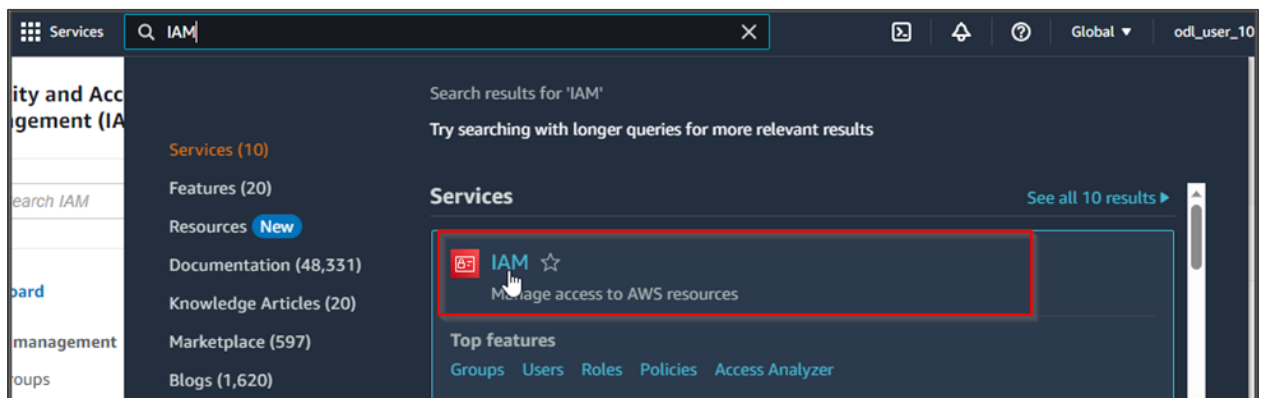 Services IAM Global ▼ odl_user_10
ity and Acc
gement (IA
earch IAM
oard
management
oups
Services (10)
Features (20)
Resources New
Documentation (48,331)
Knowledge Articles (20)
Marketplace (597)
Blogs (1,620)
Search results for 'IAM'
Try searching with longer queries for more relevant results
Services See all 10 results ▶
IAM
Manage access to AWS resources
Top features
Groups Users Roles Policies Access Analyzer